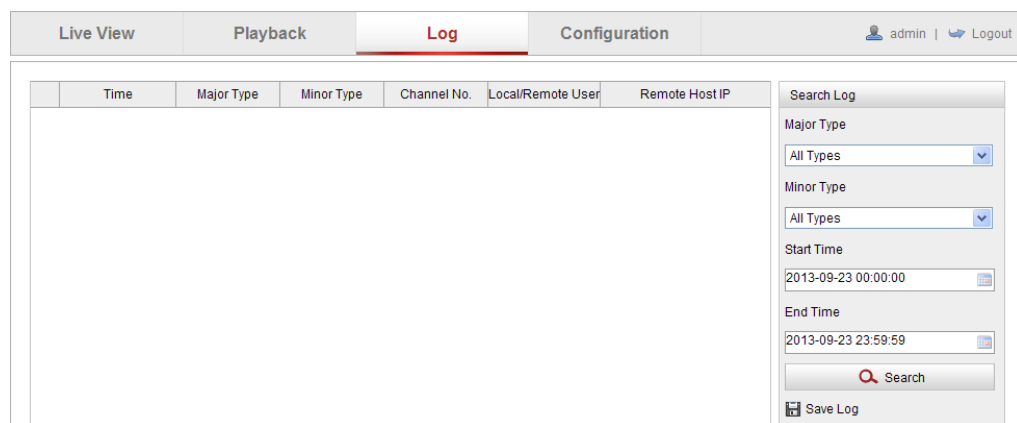 Live View Playback Log Configuration admin | Logout
Time Major Type Minor Type Channel No. Local/Remote User Remote Host IP
Search Log
Major Type
All Types
Minor Type
All Types
Start Time
2013-09-23 00:00:00
End Time
2013-09-23 23:59:59
Search
Save Log